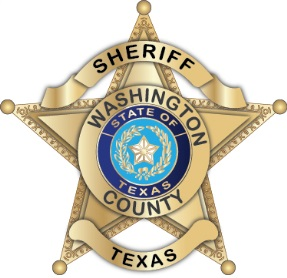 SHERIFF
WASHINGTON
STATE OF
TEXAS
COUNTY
TEXAS